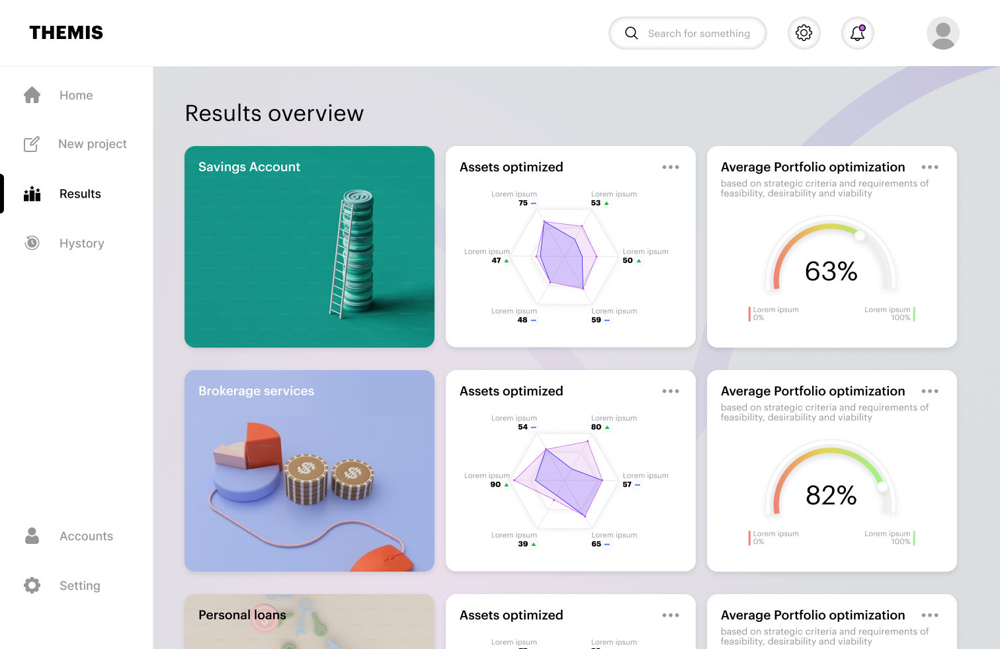 THEMIS
Search for something
Home
New project
Results
Hystory
Accounts
Setting
Results overview
Savings Account
Assets optimized
Lorem ipsum
75
Lorem ipsum
53
Lorem ipsum
47
Lorem ipsum
50
Lorem ipsum
48
Lorem ipsum
59
Average Portfolio optimization
based on strategic criteria and requirements of
feasibility, desirability and viability
63%
Lorem ipsum
0%
Lorem ipsum
100%
Brokerage services
Assets optimized
Lorem ipsum
54
Lorem ipsum
80
Lorem ipsum
90
Lorem ipsum
57
Lorem ipsum
39
Lorem ipsum
65
Average Portfolio optimization
based on strategic criteria and requirements of
feasibility, desirability and viability
82%
Lorem ipsum
0%
Lorem ipsum
100%
Personal loans
Assets optimized
Lorem ipsum
Lorem ipsum
Average Portfolio optimization
based on strategic criteria and requirements of
feasibility, desirability and viability